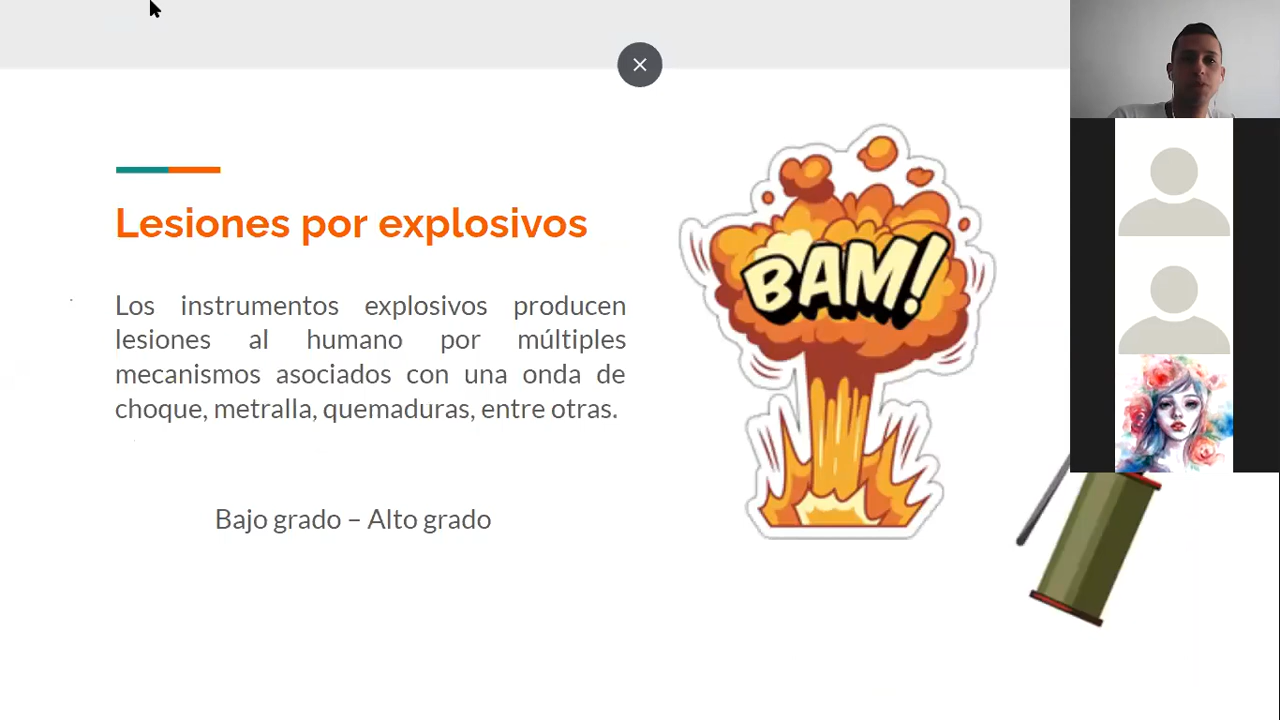 Lesiones por explosivos
Los instrumentos explosivos producen
lesiones al humano por múltiples
mecanismos asociados con una onda de
choque, metralla, quemaduras, entre otras.
Bajo grado – Alto grado
BAM!